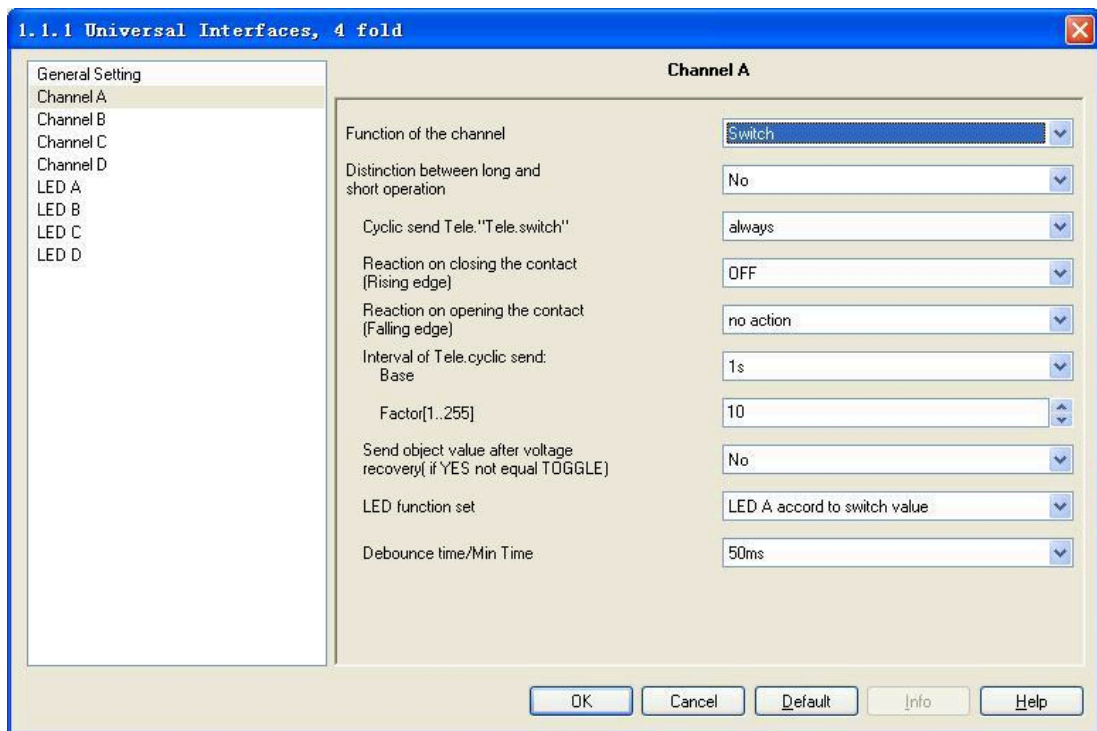 1.1.1 Universal Interfaces, 4 fold
General Setting
Channel A
Channel B
Channel C
Channel D
LED A
LED B
LED C
LED D
Channel A
Function of the channel
Switch
Distinction between long and
short operation
No
Cyclic send Tele."Tele.switch"
always
Reaction on closing the contact
(Rising edge)
OFF
Reaction on opening the contact
(Falling edge)
no action
Interval of Tele.cyclic send:
Base
1s
Factor[1..255]
10
Send object value after voltage
recovery( if YES not equal TOGGLE)
No
LED function set
LED A accord to switch value
Debounce time/Min Time
50ms
OK
Cancel
Default
Info
Help